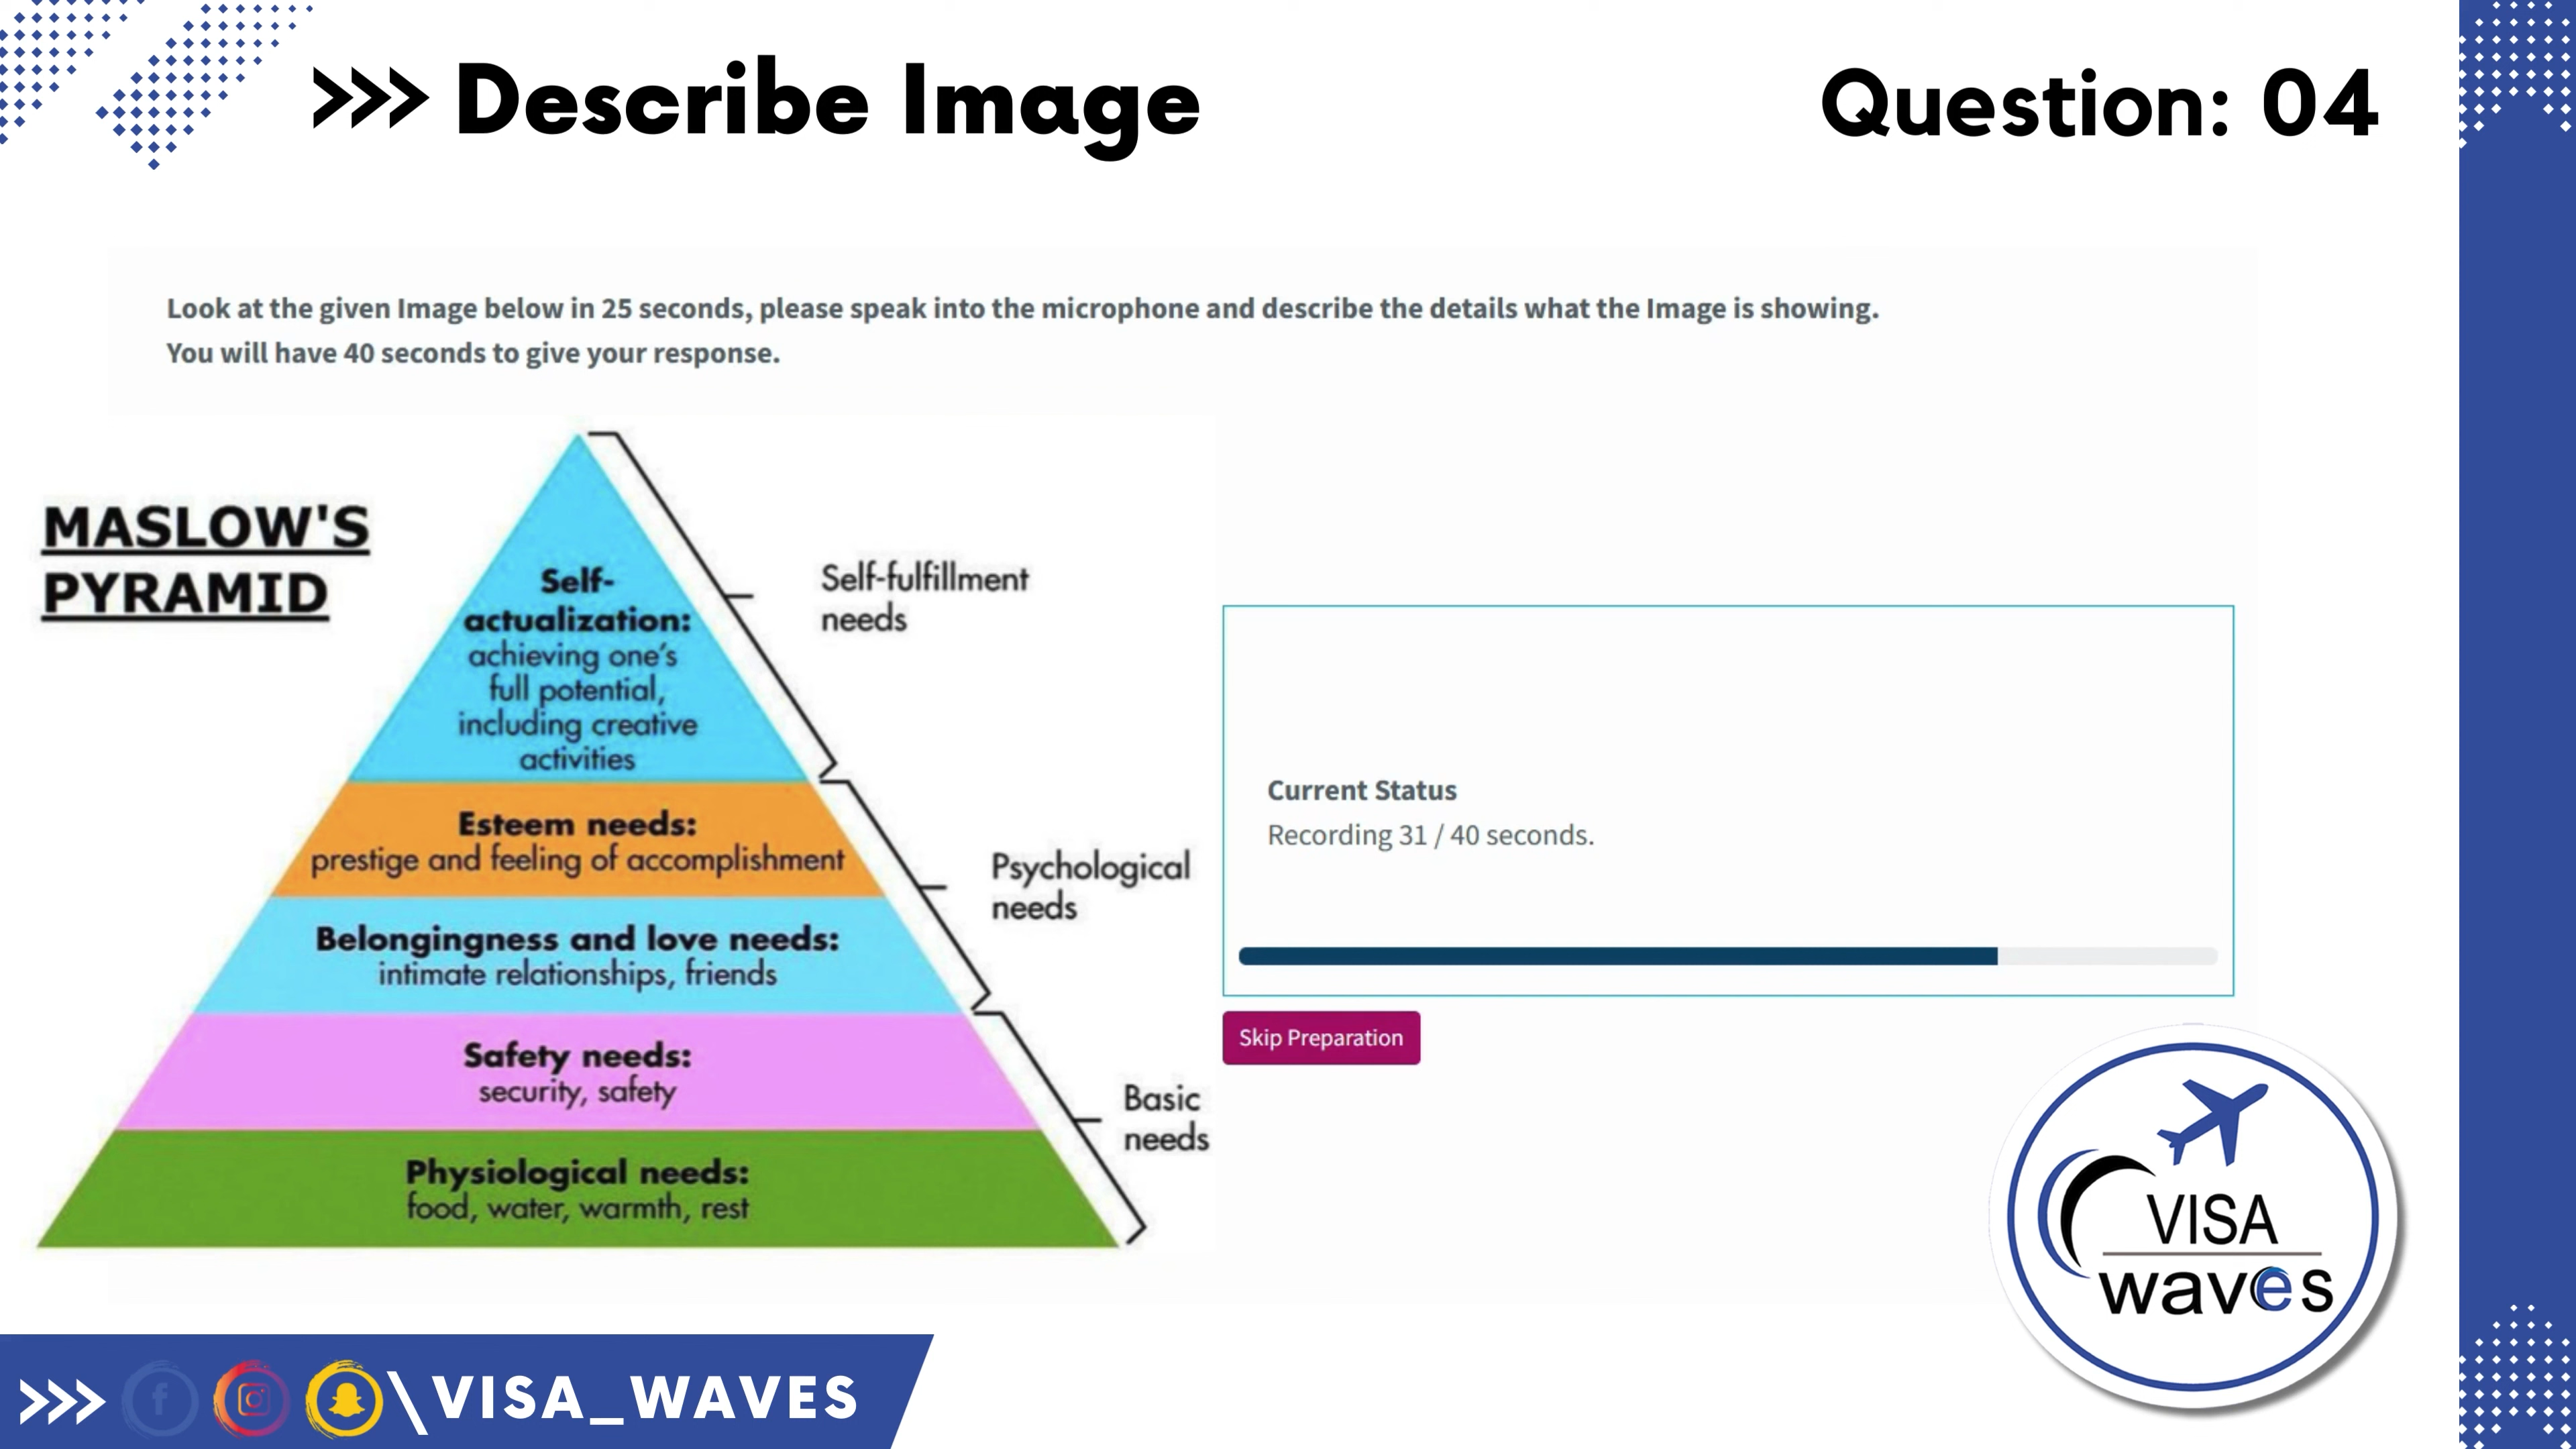 >>> Describe Image
Question: 04
Look at the given Image below in 25 seconds, please speak into the microphone and describe the details what the Image is showing.
You will have 40 seconds to give your response.
MASLOW'S
PYRAMID
Self-
actualization:
achieving one's
full potential,
including creative
activities
Self-fulfillment
needs
Esteem needs:
prestige and feeling of accomplishment
Belongingness and love needs:
intimate relationships, friends
Psychological
needs
Safety needs:
security, safety
Physiological needs:
food, water, warmth, rest
Basic
needs
Current Status
Recording 31 / 40 seconds.
Skip Preparation
VISA
waves
>>> f \VISA_WAVES